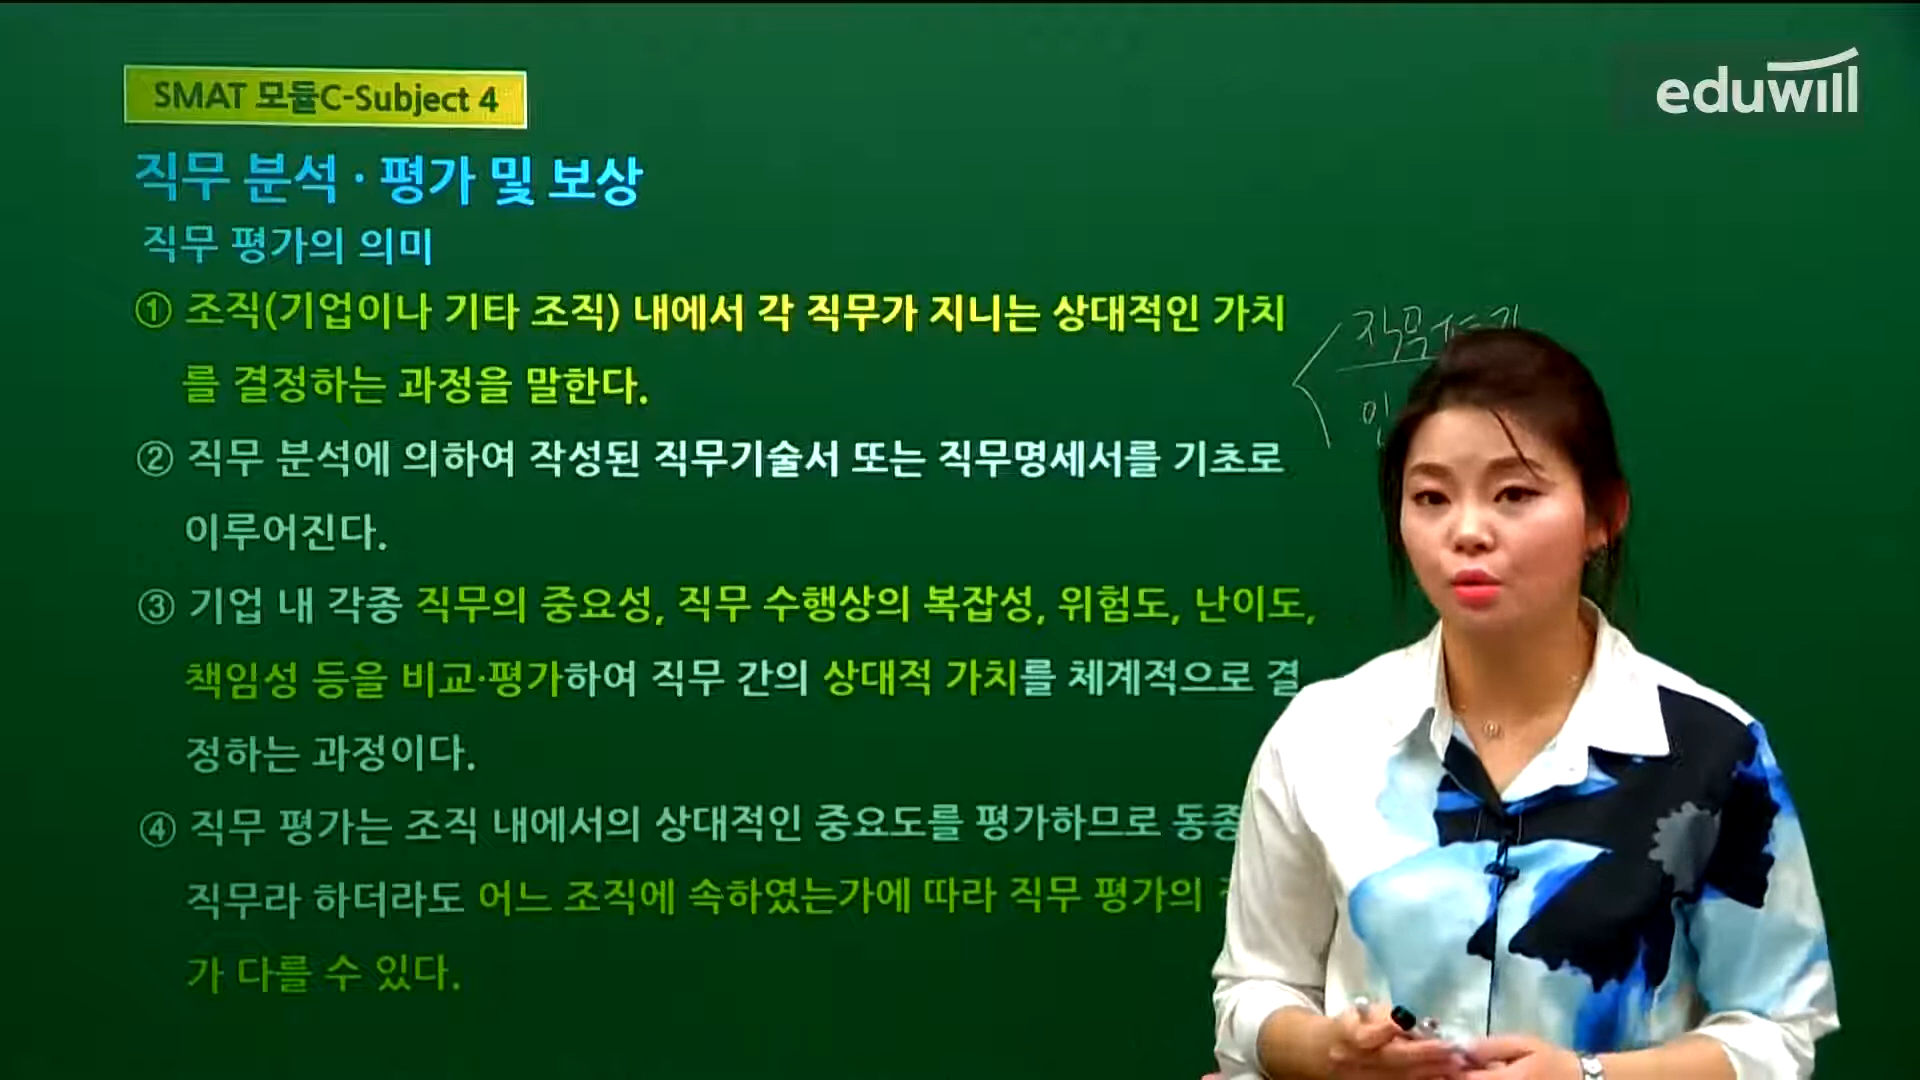 eduwill
SMAT 모듈C-Subject 4
직무 분석 · 평가 및 보상
직무 평가의 의미
① 조직(기업이나 기타 조직) 내에서 각 직무가 지니는 상대적인 가치
를 결정하는 과정을 말한다.
② 직무 분석에 의하여 작성된 직무기술서 또는 직무명세서를 기초로
이루어진다.
③ 기업 내 각종 직무의 중요성, 직무 수행상의 복잡성, 위험도, 난이도,
책임성 등을 비교·평가하여 직무 간의 상대적 가치를 체계적으로 결
정하는 과정이다.
④ 직무 평가는 조직 내에서의 상대적인 중요도를 평가하므로 동종
직무라 하더라도 어느 조직에 속하였는가에 따라 직무 평가의
가 다를 수 있다.
직무